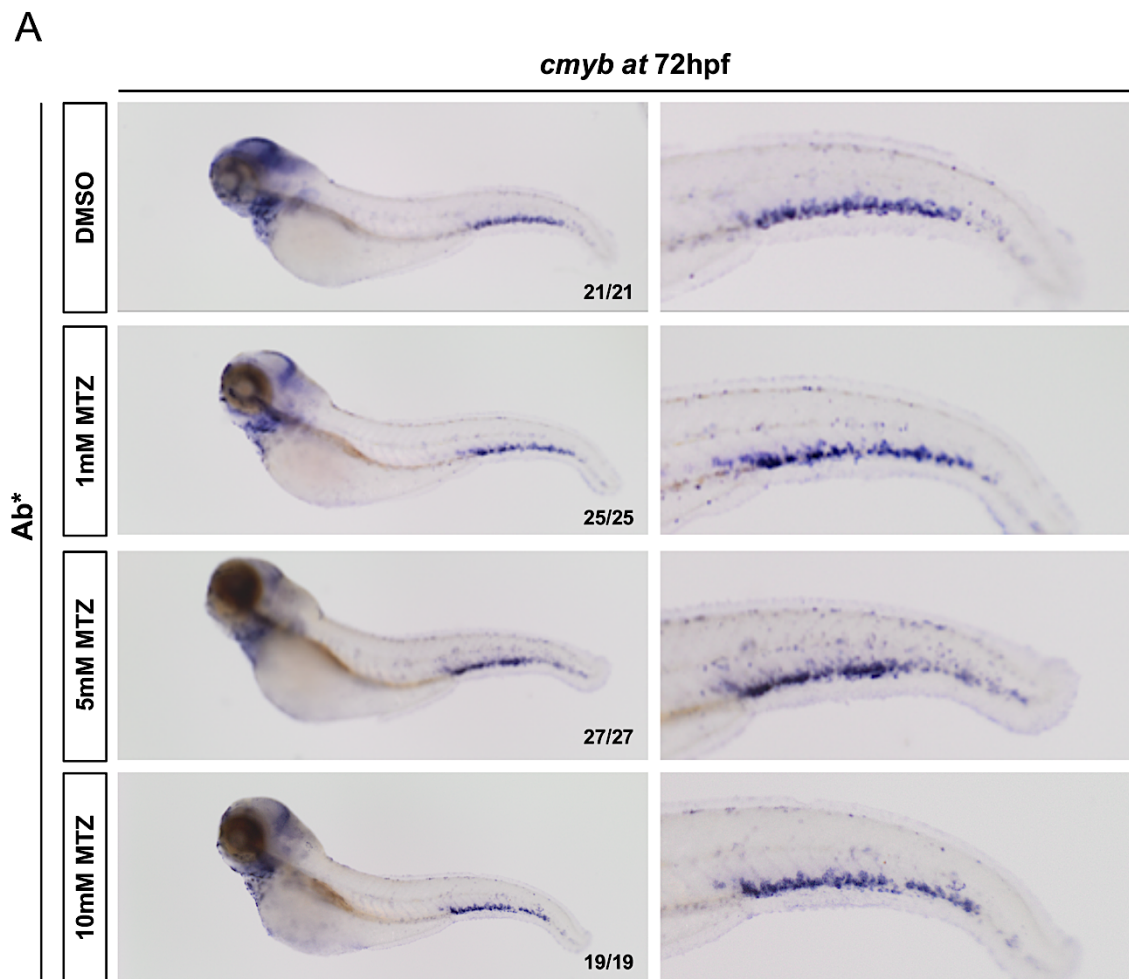 A
cmyb at 72hpf
Ab*
DMSO
21/21
1mM MTZ
25/25
5mM MTZ
27/27
10mM MTZ
19/19